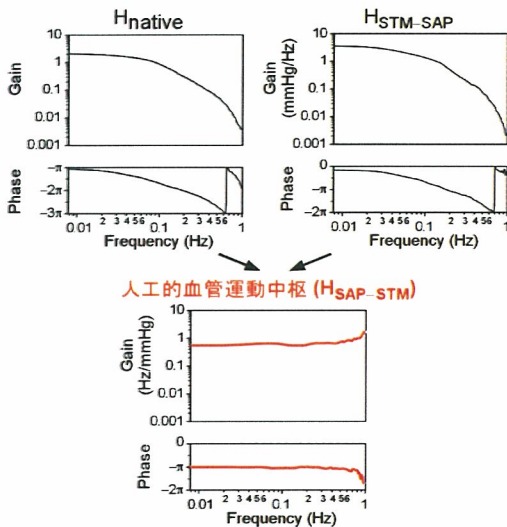 Hnative
Gain
10
1
0.1
0.01
0.001
Phase
−π
−2π
−3π
0.01 2 3 4 5 6 0.1 2 3 4 5 6 1
Frequency (Hz)
HSTM–SAP
Gain
(mmHg/Hz)
10
1
0.1
0.01
0.001
Phase
0
−π
−2π
0.01 2 3 4 5 6 0.1 2 3 4 5 6 1
Frequency (Hz)
人工的血管運動中枢 (HSAP–STM)
Gain
(Hz/mmHg)
10
1
0.1
0.01
0.001
Phase
0
−π
−2π
0.01 2 3 4 5 6 0.1 2 3 4 5 6 1
Frequency (Hz)